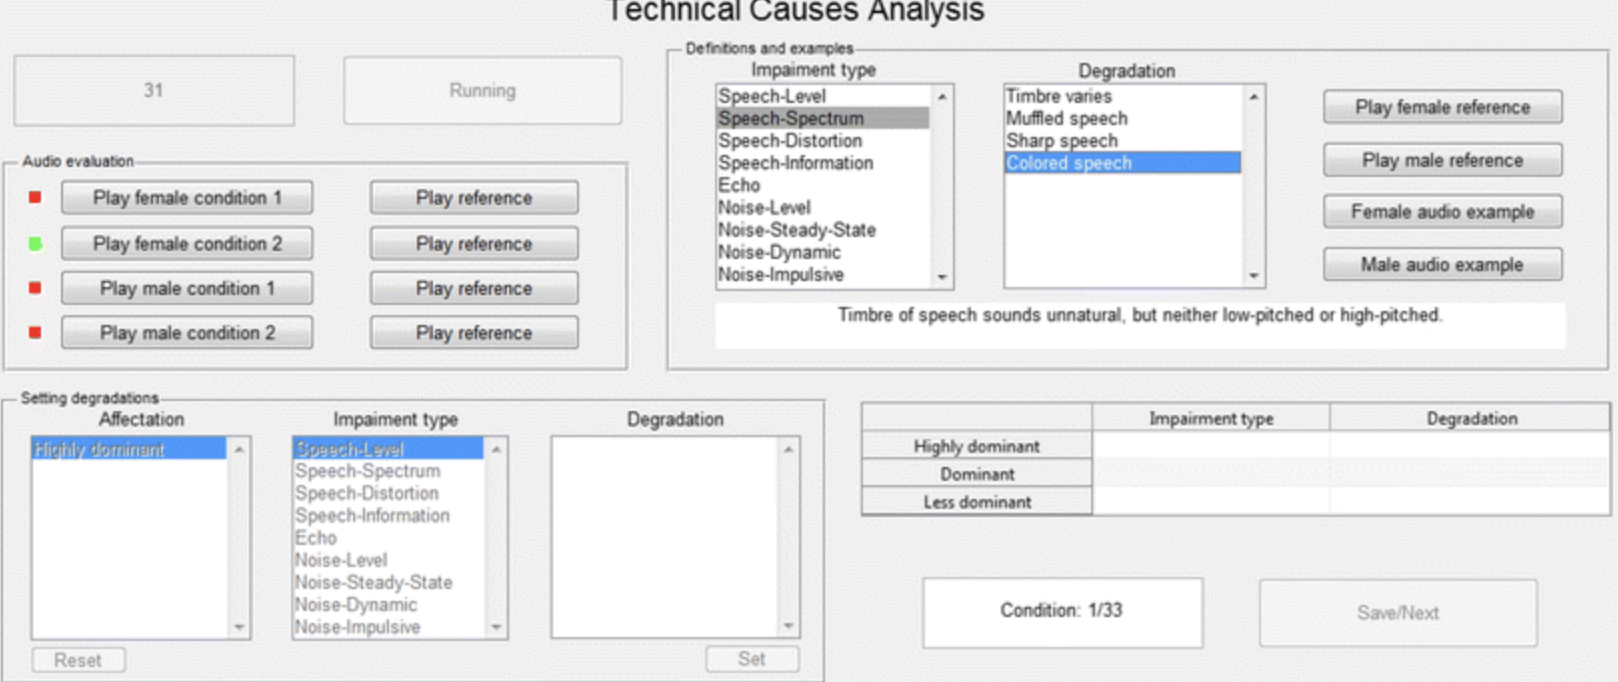 Technical Causes Analysis
31
Running
Audio evaluation
Play female condition 1
Play reference
Play female condition 2
Play reference
Play male condition 1
Play reference
Play male condition 2
Play reference
Definitions and examples
Impaiment type
Degradation
Speech-Level
Speech-Spectrum
Speech-Distortion
Speech-Information
Echo
Noise-Level
Noise-Steady-State
Noise-Dynamic
Noise-Impulsive
Timbre varies
Muffled speech
Sharp speech
Colored speech
Play female reference
Play male reference
Female audio example
Male audio example
Timbre of speech sounds unnatural, but neither low-pitched or high-pitched.
Setting degradations
Affectation
Impaiment type
Degradation
Highly dominant
Speech-Level
Speech-Spectrum
Speech-Distortion
Speech-Information
Echo
Noise-Level
Noise-Steady-State
Noise-Dynamic
Noise-Impulsive
Reset
Set
Impairment type
Degradation
Highly dominant
Dominant
Less dominant
Condition: 1/33
Save/Next